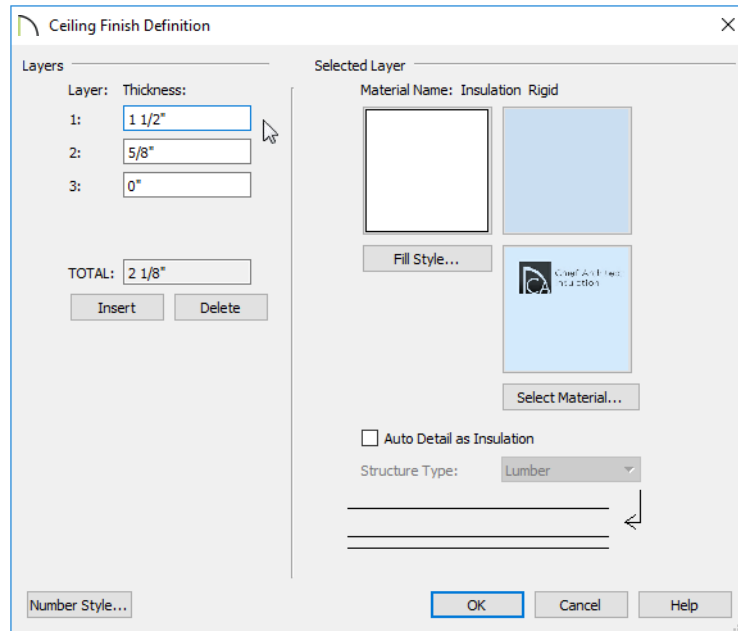 Ceiling Finish Definition
Layers
Layer: Thickness:
1: 1 1/2"
2: 5/8"
3: 0"
TOTAL: 2 1/8"
Insert Delete
Selected Layer
Material Name: Insulation Rigid
Fill Style...
CA
Select Material...
Auto Detail as Insulation
Structure Type: Lumber
Number Style...
OK Cancel Help